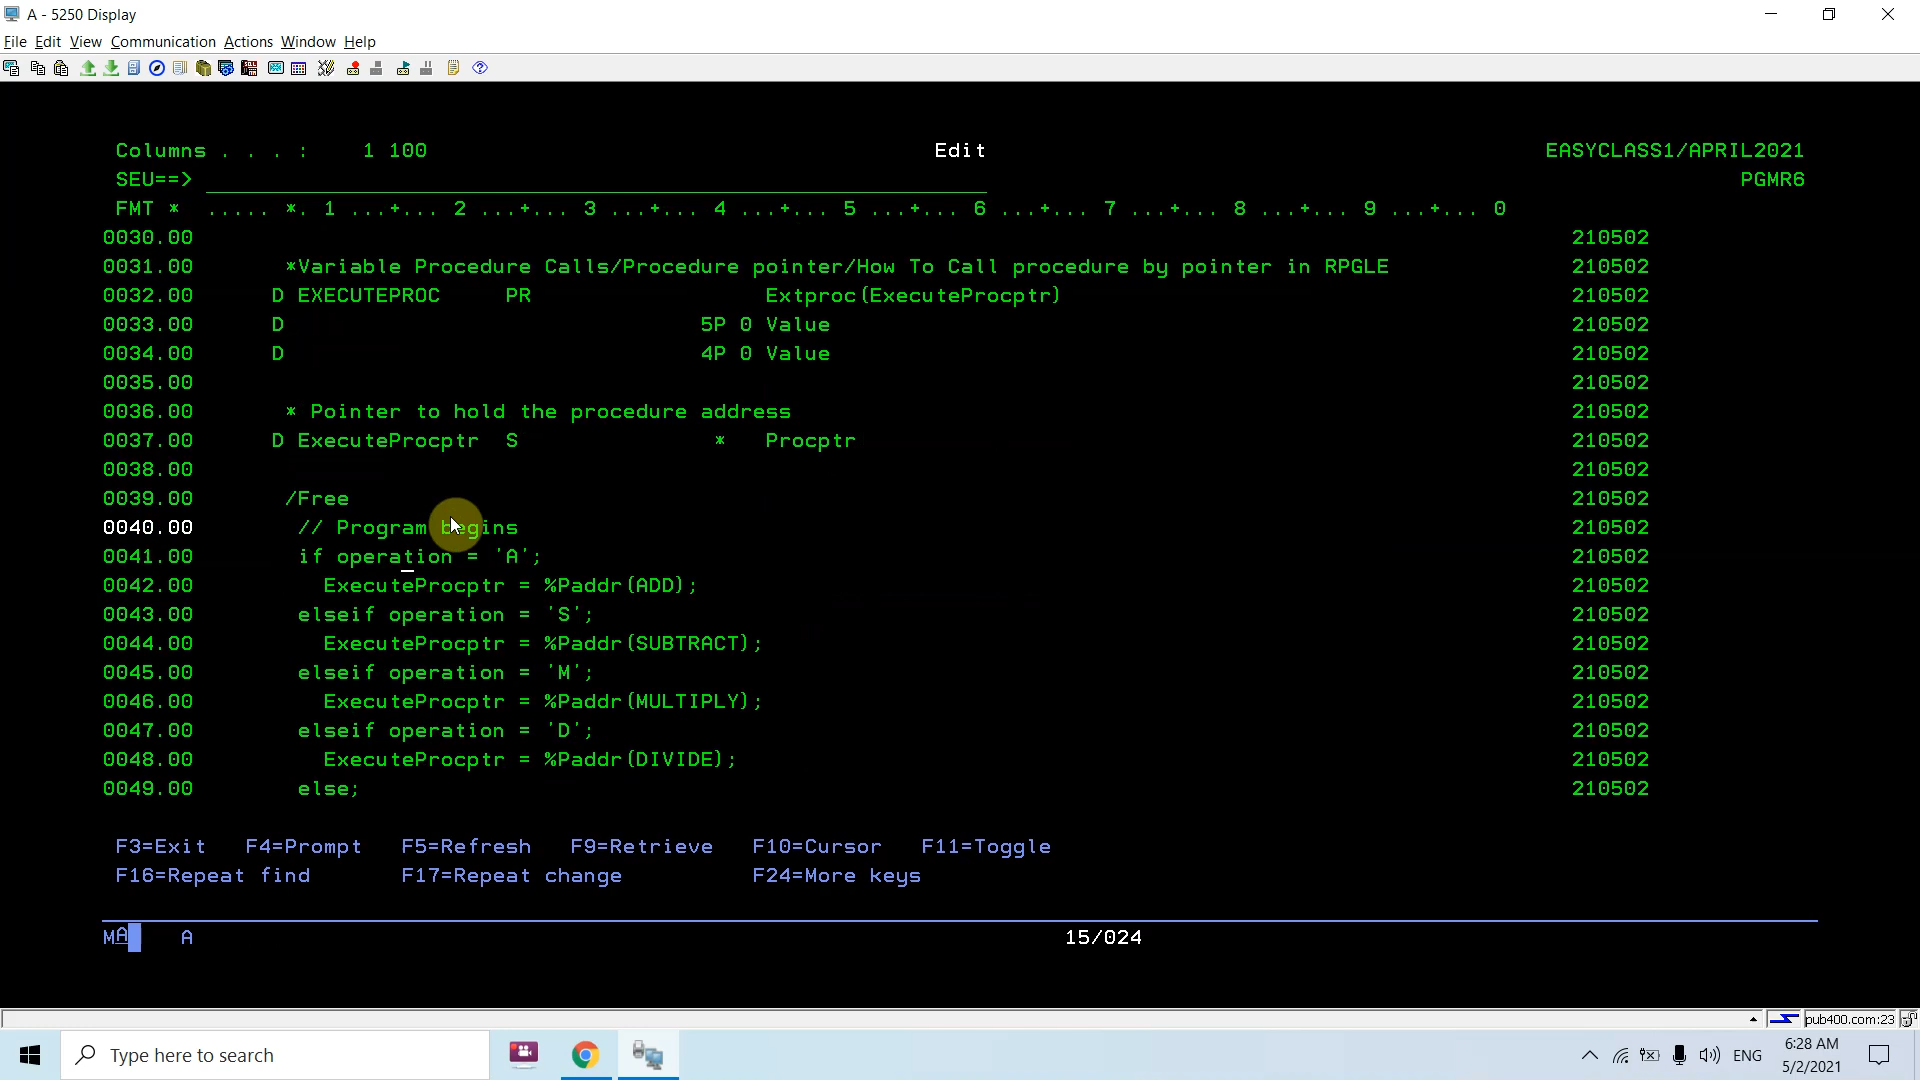 A - 5250 Display
File Edit View Communication Actions Window Help
Columns . . . : 1 100 Edit EASYCLASS1/APRIL2021
SEU==> PGMR6
FMT * ..... *. 1 ...+... 2 ...+... 3 ...+... 4 ...+... 5 ...+... 6 ...+... 7 ...+... 8 ...+... 9 ...+... 0
0030.00 210502
0031.00 *Variable Procedure Calls/Procedure pointer/How To Call procedure by pointer in RPGLE 210502
0032.00 D EXECUTEPROC PR Extproc(ExecuteProcptr) 210502
0033.00 D 5P 0 Value 210502
0034.00 D 4P 0 Value 210502
0035.00 210502
0036.00 * Pointer to hold the procedure address 210502
0037.00 D ExecuteProcptr S * Procptr 210502
0038.00 210502
0039.00 /Free 210502
0040.00 // Program begins 210502
0041.00 if operation = 'A'; 210502
0042.00 ExecuteProcptr = %Paddr(ADD); 210502
0043.00 elseif operation = 'S'; 210502
0044.00 ExecuteProcptr = %Paddr(SUBTRACT); 210502
0045.00 elseif operation = 'M'; 210502
0046.00 ExecuteProcptr = %Paddr(MULTIPLY); 210502
0047.00 elseif operation = 'D'; 210502
0048.00 ExecuteProcptr = %Paddr(DIVIDE); 210502
0049.00 else; 210502
F3=Exit F4=Prompt F5=Refresh F9=Retrieve F10=Cursor F11=Toggle
F16=Repeat find F17=Repeat change F24=More keys
MA A 15/024
pub400.com:23
Type here to search ENG 6:28 AM
5/2/2021